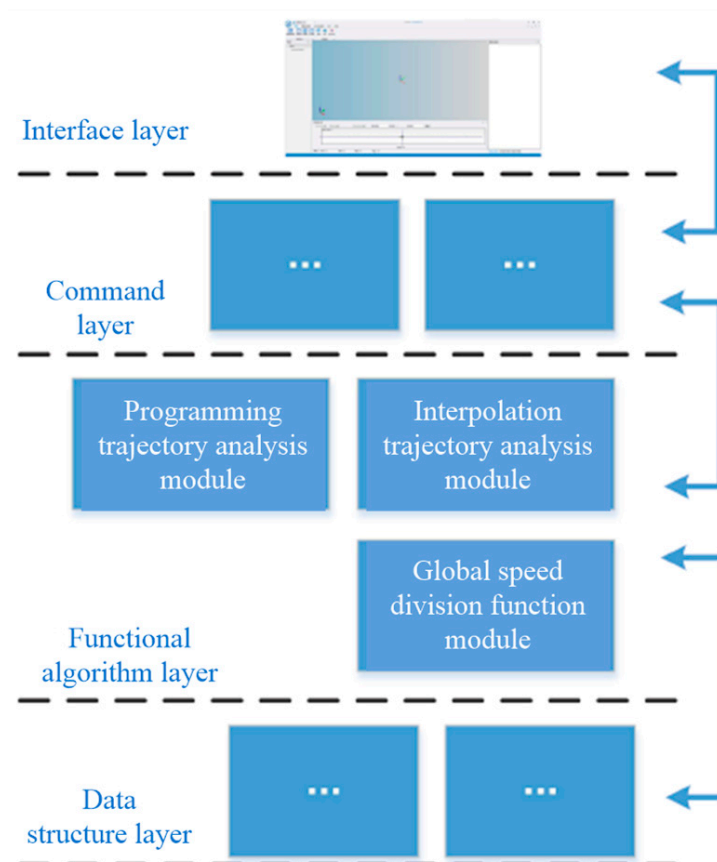 Interface layer
...
...
Command
layer
Programming
trajectory analysis
module
Interpolation
trajectory analysis
module
Global speed
division function
module
Functional
algorithm layer
...
...
Data
structure layer